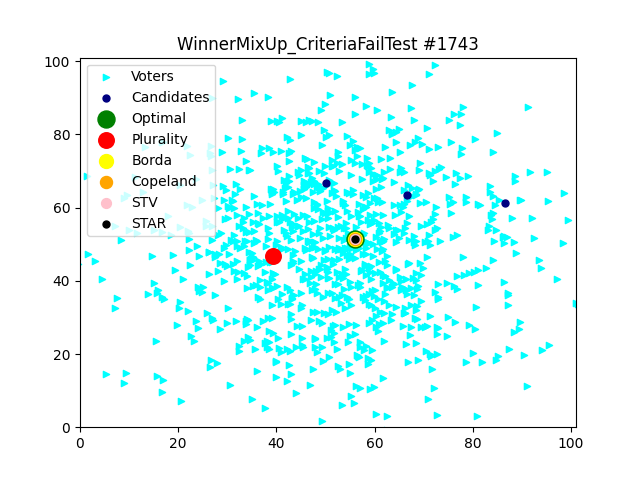 WinnerMixUp_CriteriaFailTest #1743
100
80
60
40
20
0
Voters
Candidates
Optimal
Plurality
Borda
Copeland
STV
STAR
0 20 40 60 80 100